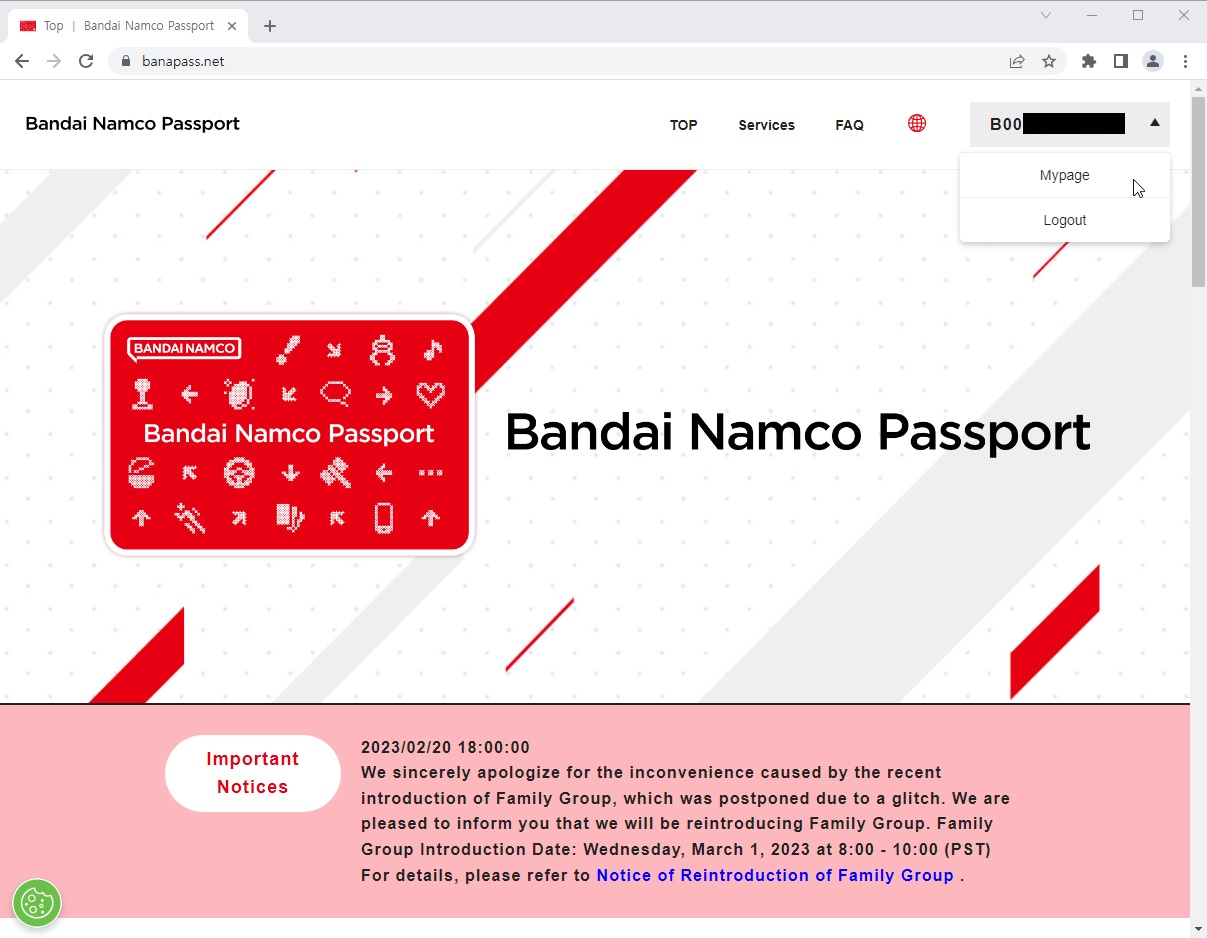 Top | Bandai Namco Passport
banapass.net
Bandai Namco Passport
TOP
Services
FAQ
B00
Mypage
Logout
BANDAI NAMCO
Bandai Namco Passport
Bandai Namco Passport
Important
Notices
2023/02/20 18:00:00
We sincerely apologize for the inconvenience caused by the recent
introduction of Family Group, which was postponed due to a glitch. We are
pleased to inform you that we will be reintroducing Family Group. Family
Group Introduction Date: Wednesday, March 1, 2023 at 8:00 - 10:00 (PST)
For details, please refer to Notice of Reintroduction of Family Group .